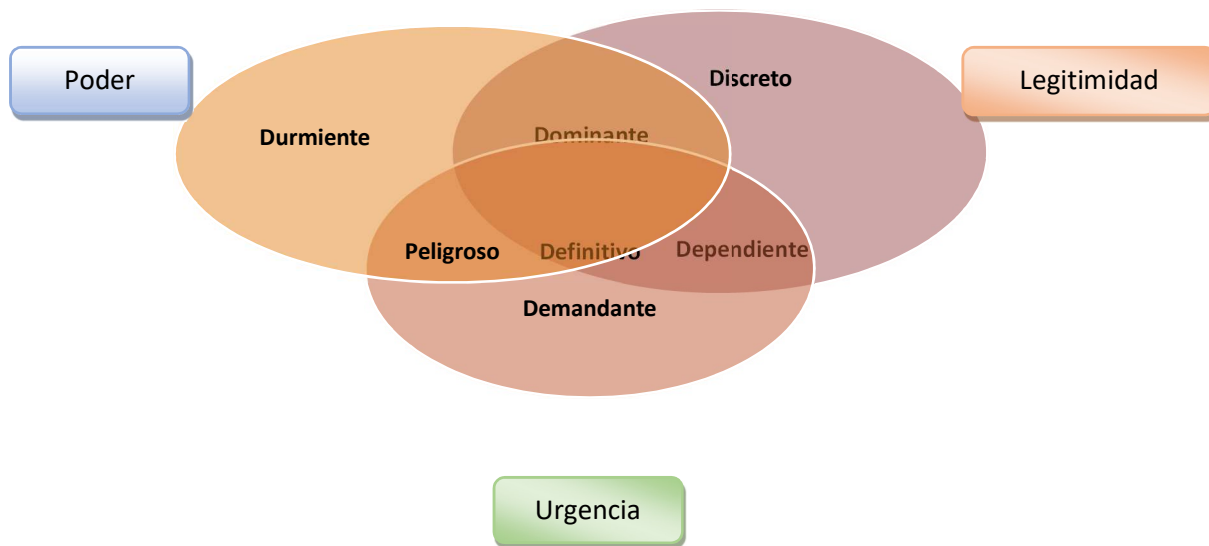 Poder
Discreto
Legitimidad
Durmiente
Dominante
Peligroso
Definitivo
Dependiente
Demandante
Urgencia